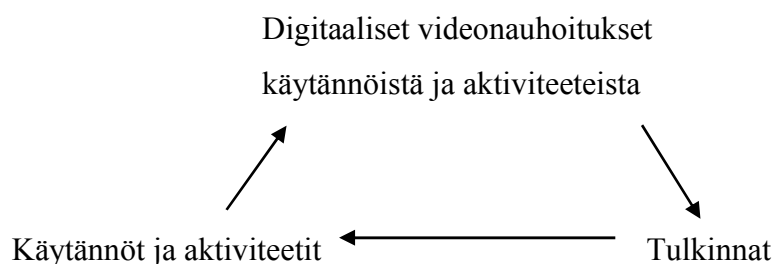 Digitaaliset videonauhoitukset
käytännöistä ja aktiviteeteista
Käytännöt ja aktiviteetit
Tulkinnat